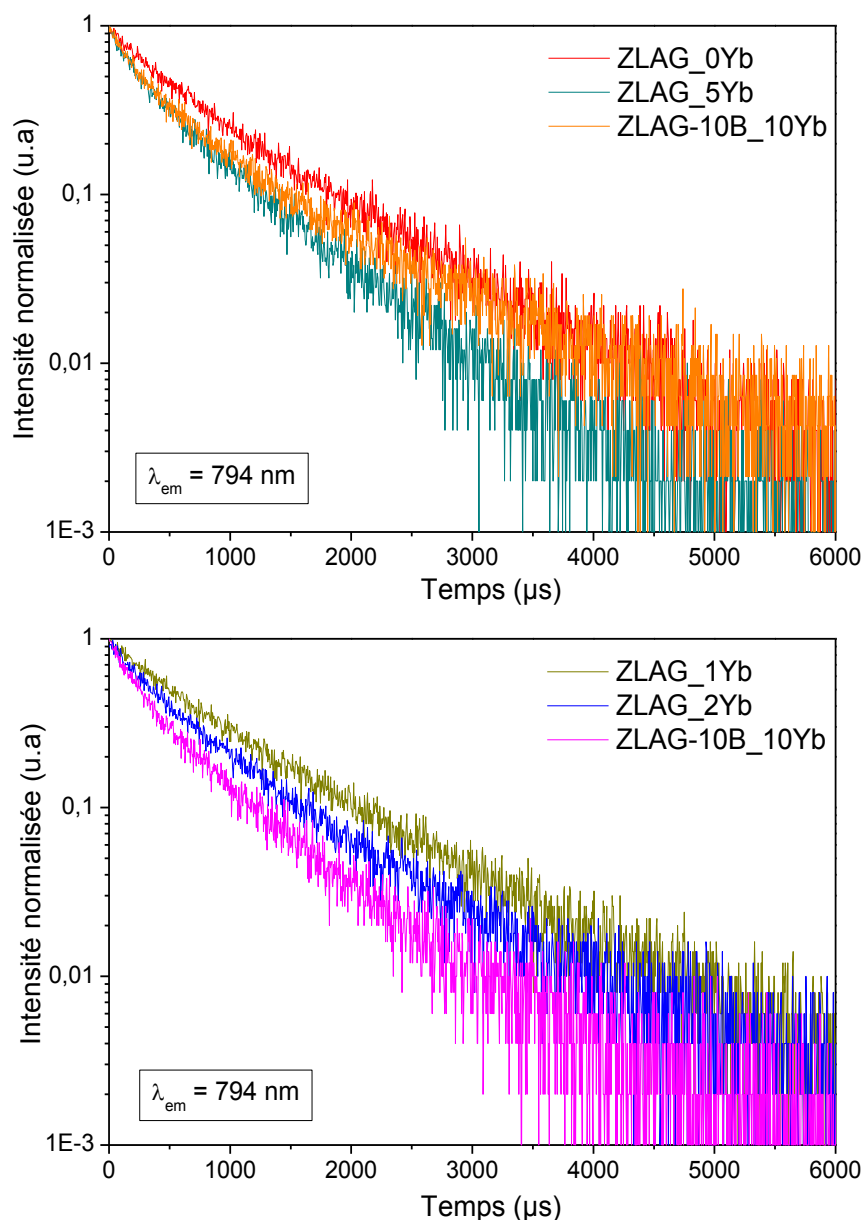 1
0,1
0,01
1E-3
Intensité normalisée (u.a)
ZLAG_0Yb
ZLAG_5Yb
ZLAG-10B_10Yb
λem = 794 nm
0 1000 2000 3000 4000 5000 6000
Temps (µs)
1
0,1
0,01
1E-3
Intensité normalisée (u.a)
ZLAG_1Yb
ZLAG_2Yb
ZLAG-10B_10Yb
λem = 794 nm
0 1000 2000 3000 4000 5000 6000
Temps (µs)